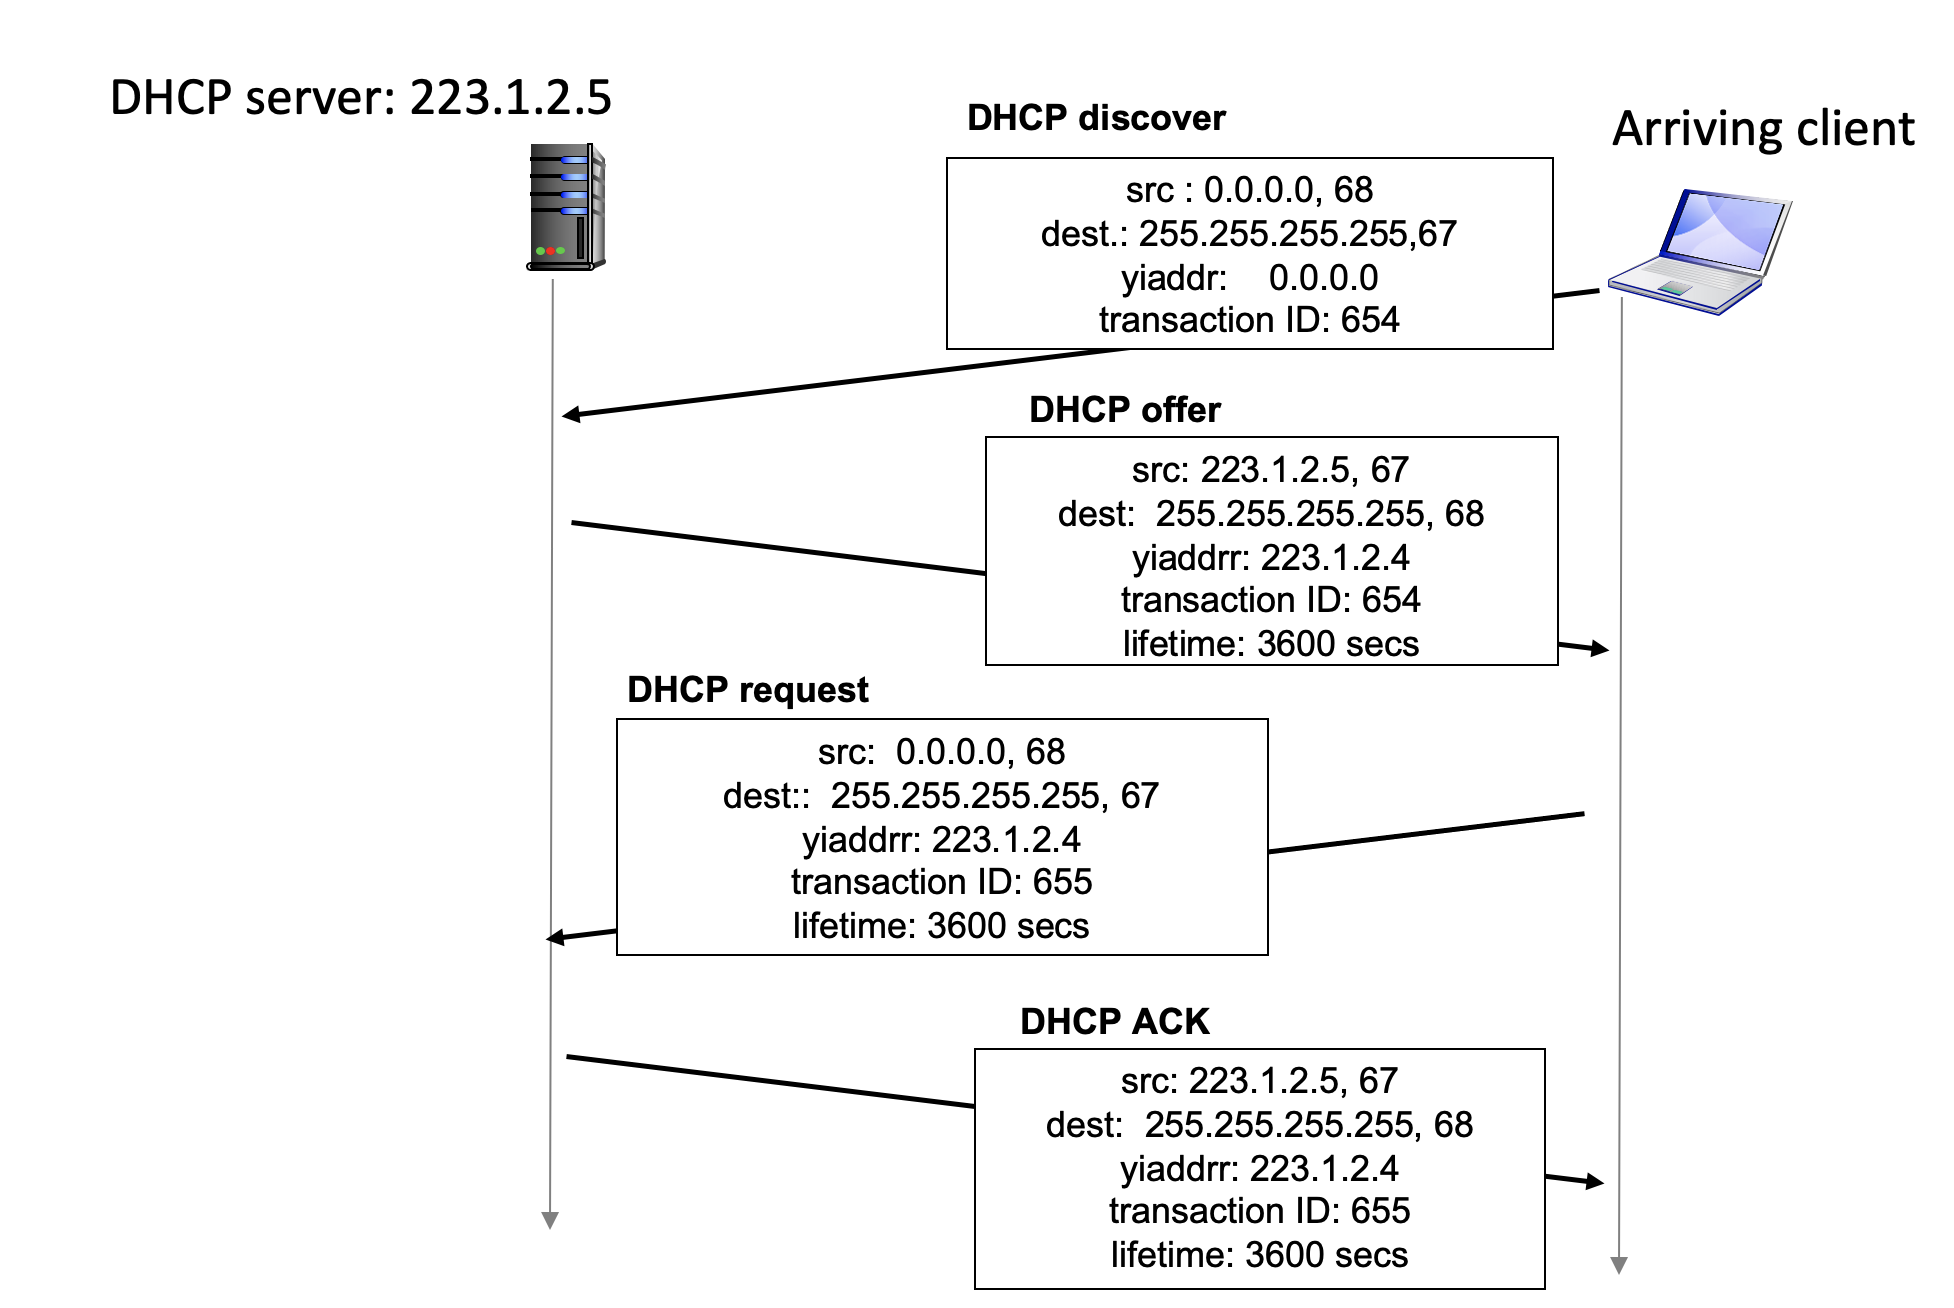 DHCP server: 223.1.2.5
Arriving client
DHCP discover
src : 0.0.0.0, 68
dest.: 255.255.255.255,67
yiaddr: 0.0.0.0
transaction ID: 654
DHCP offer
src: 223.1.2.5, 67
dest: 255.255.255.255, 68
yiaddrr: 223.1.2.4
transaction ID: 654
lifetime: 3600 secs
DHCP request
src: 0.0.0.0, 68
dest:: 255.255.255.255, 67
yiaddrr: 223.1.2.4
transaction ID: 655
lifetime: 3600 secs
DHCP ACK
src: 223.1.2.5, 67
dest: 255.255.255.255, 68
yiaddrr: 223.1.2.4
transaction ID: 655
lifetime: 3600 secs